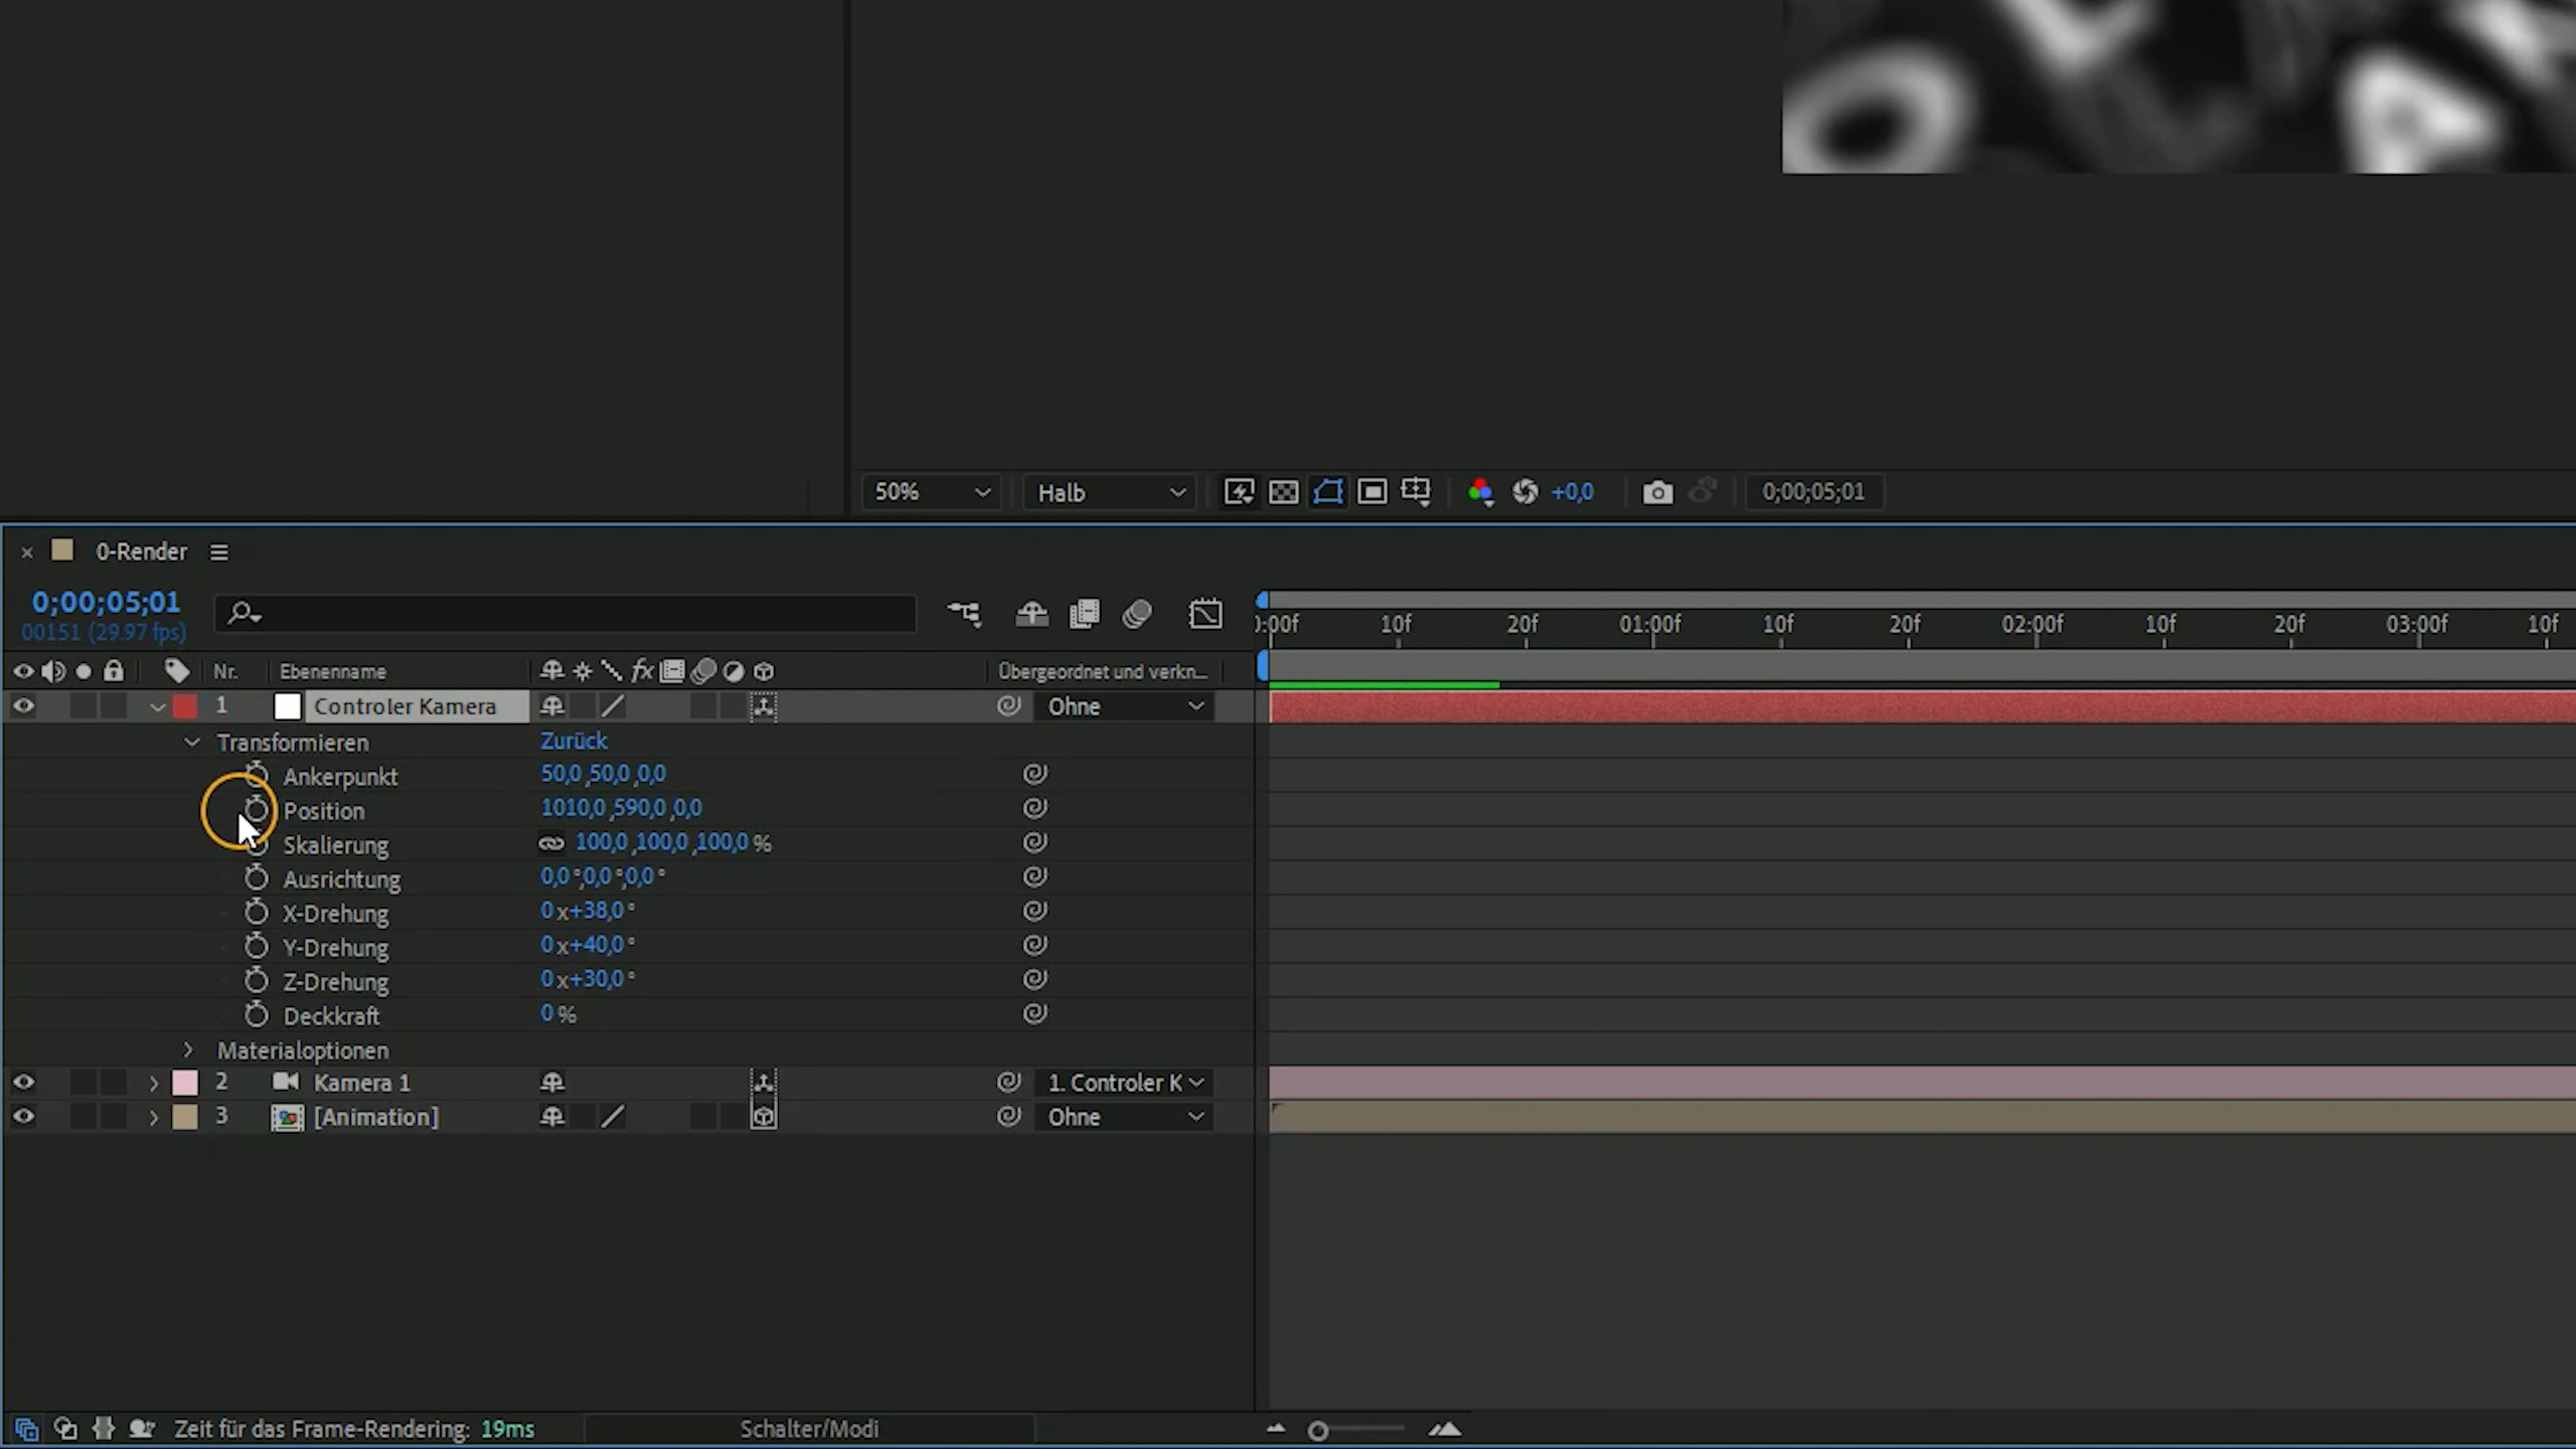 50%
Halb
+0,0
0;00;05;01
0-Render
0;00;05;01
00151 (29.97 fps)
:00f 10f 20f 01:00f 10f 20f 02:00f 10f 20f 03:00f 10f
Nr. Ebenenname fx Übergeordnet und verkn...
1 Controler Kamera Ohne
Transformieren Zurück
Ankerpunkt 50,0 ,50,0 ,0,0
Position 1010,0 ,590,0 ,0,0
Skalierung 100,0 ,100,0 ,100,0 %
Ausrichtung 0,0 °,0,0 °,0,0 °
X-Drehung 0 x+38,0 °
Y-Drehung 0 x+40,0 °
Z-Drehung 0 x+30,0 °
Deckkraft 0 %
Materialoptionen
2 Kamera 1 1. Controler K
3 [Animation] Ohne
Zeit für das Frame-Rendering: 19ms
Schalter/Modi